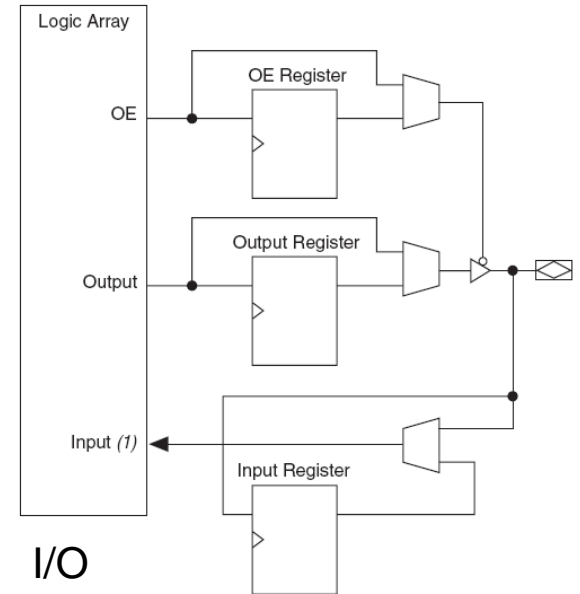 Logic Array
OE Register
OE
Output Register
Output
Input (1)
Input Register
I/O